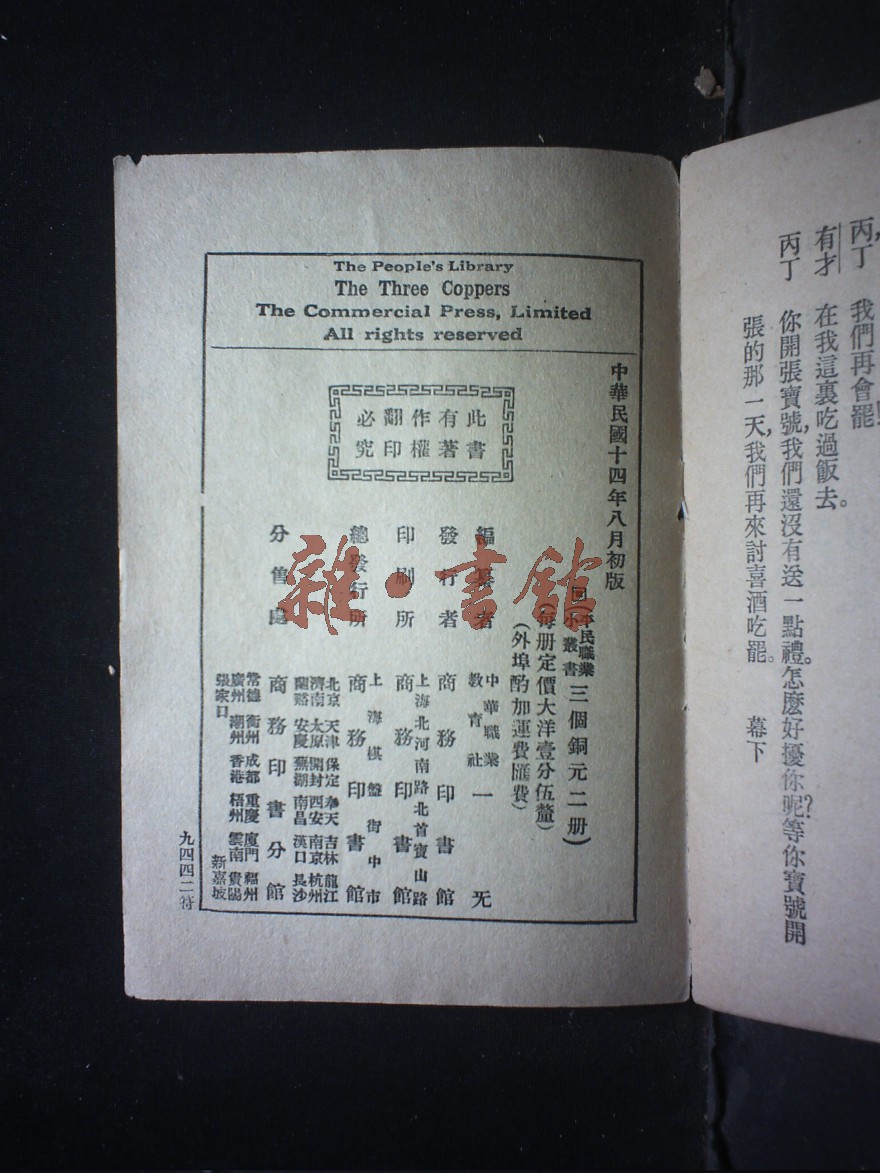 丙丁 我們再會罷!
有才 在我這裏吃過飯去。
丙丁 你開張寶號,我們還沒有送一點禮。怎麽好擾你呢?等你寶號開
張的那一天,我們再來討喜酒吃罷。 幕下
The People's Library
The Three Coppers
The Commercial Press, Limited
All rights reserved
此書有著作權翻印必究
中華民國十四年八月初版
平民職業小叢書 三個銅元二册
(每册定價大洋壹分伍釐)
(外埠酌加運費匯費)
編纂者 中華職業教育社 一无
發行者 商務印書館
印刷所 上海北河南路北首寶山路 商務印書館
總發行所 上海棋盤街中市 商務印書館
分售處 商務印書分館
北京 天津 保定 奉天 吉林 龍江
濟南 太原 開封 西安 南京 杭州
蘭谿 安慶 蕪湖 南昌 漢口 長沙
常德 衡州 成都 重慶 廈門 福州
廣州 潮州 香港 梧州 雲南 貴陽
張家口 新嘉坡
九四四二符
雜·書館